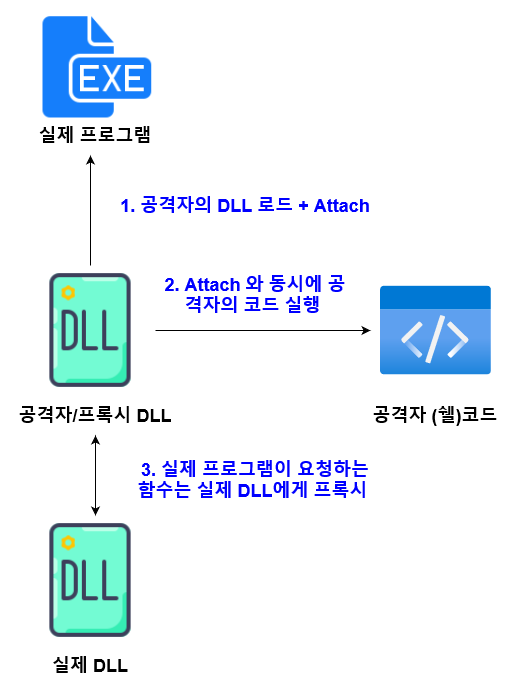 EXE
실제 프로그램
1. 공격자의 DLL 로드 + Attach
2. Attach 와 동시에 공
격자의 코드 실행
DLL
</>
공격자/프록시 DLL
공격자 (쉘)코드
3. 실제 프로그램이 요청하는
함수는 실제 DLL에게 프록시
DLL
실제 DLL